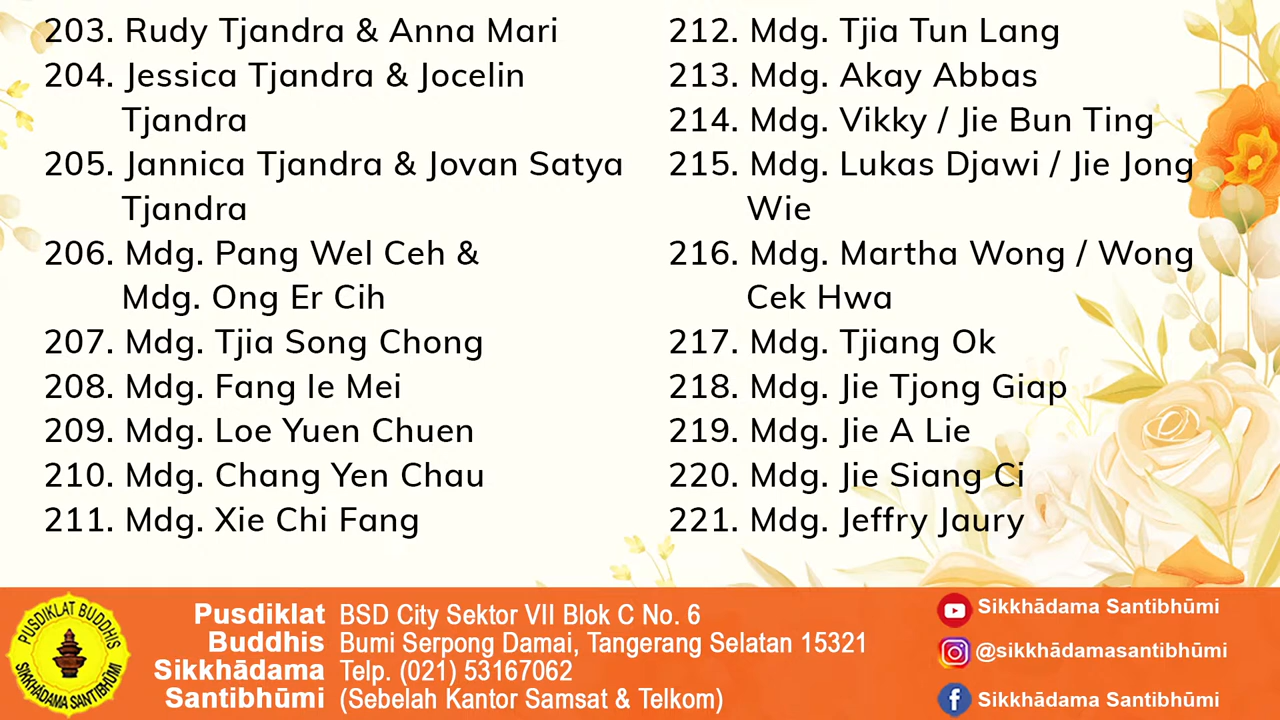 203. Rudy Tjandra & Anna Mari
204. Jessica Tjandra & Jocelin
Tjandra
205. Jannica Tjandra & Jovan Satya
Tjandra
206. Mdg. Pang Wel Ceh &
Mdg. Ong Er Cih
207. Mdg. Tjia Song Chong
208. Mdg. Fang Ie Mei
209. Mdg. Loe Yuen Chuen
210. Mdg. Chang Yen Chau
211. Mdg. Xie Chi Fang
212. Mdg. Tjia Tun Lang
213. Mdg. Akay Abbas
214. Mdg. Vikky / Jie Bun Ting
215. Mdg. Lukas Djawi / Jie Jong
Wie
216. Mdg. Martha Wong / Wong
Cek Hwa
217. Mdg. Tjiang Ok
218. Mdg. Jie Tjong Giap
219. Mdg. Jie A Lie
220. Mdg. Jie Siang Ci
221. Mdg. Jeffry Jaury
PUSDIKLAT BUDDHIS
SIKKHĀDAMA SANTIBHŪMI
Pusdiklat
Buddhis
Sikkhādama
Santibhūmi
BSD City Sektor VII Blok C No. 6
Bumi Serpong Damai, Tangerang Selatan 15321
Telp. (021) 53167062
(Sebelah Kantor Samsat & Telkom)
Sikkhādama Santibhūmi
@sikkhādamasantibhūmi
Sikkhādama Santibhūmi